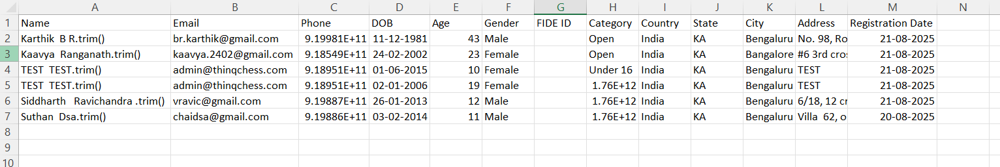 A B C D E F G H I J K L M N
1 Name Email Phone DOB Age Gender FIDE ID Category Country State City Address Registration Date
2 Karthik B R.trim() br.karthik@gmail.com 9.19981E+11 11-12-1981 43 Male Open India KA Bengaluru No. 98, Ro 21-08-2025
3 Kaavya Ranganath.trim() kaavya.2402@gmail.com 9.18549E+11 24-02-2002 23 Female Open India KA Bangalore #6 3rd cros 21-08-2025
4 TEST TEST.trim() admin@thinqchess.com 9.18951E+11 01-06-2015 10 Female Under 16 India KA Bengaluru TEST 21-08-2025
5 TEST TEST.trim() admin@thinqchess.com 9.18951E+11 02-01-2006 19 Female 1.76E+12 India KA Bengaluru TEST 21-08-2025
6 Siddharth Ravichandra .trim() vravic@gmail.com 9.19887E+11 26-01-2013 12 Male 1.76E+12 India KA Bengaluru 6/18, 12 cr 21-08-2025
7 Suthan Dsa.trim() chaidsa@gmail.com 9.19886E+11 03-02-2014 11 Male 1.76E+12 India KA Bengaluru Villa 62, o 20-08-2025
8
9
10